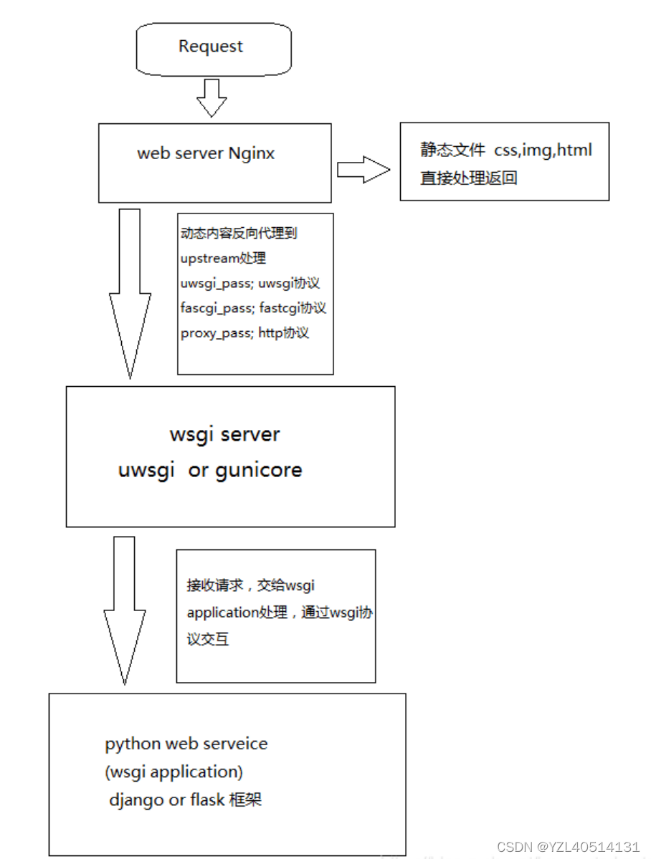 Request
web server Nginx
静态文件 css,img,html
直接处理返回
动态内容反向代理到
upstream处理
uwsgi_pass; uwsgi协议
fascgi_pass; fastcgi协议
proxy_pass; http协议
wsgi server
uwsgi or gunicore
接收请求，交给wsgi
application处理，通过wsgi协
议交互
python web serveice
(wsgi application)
django or flask 框架
CSDN @YZL40514131